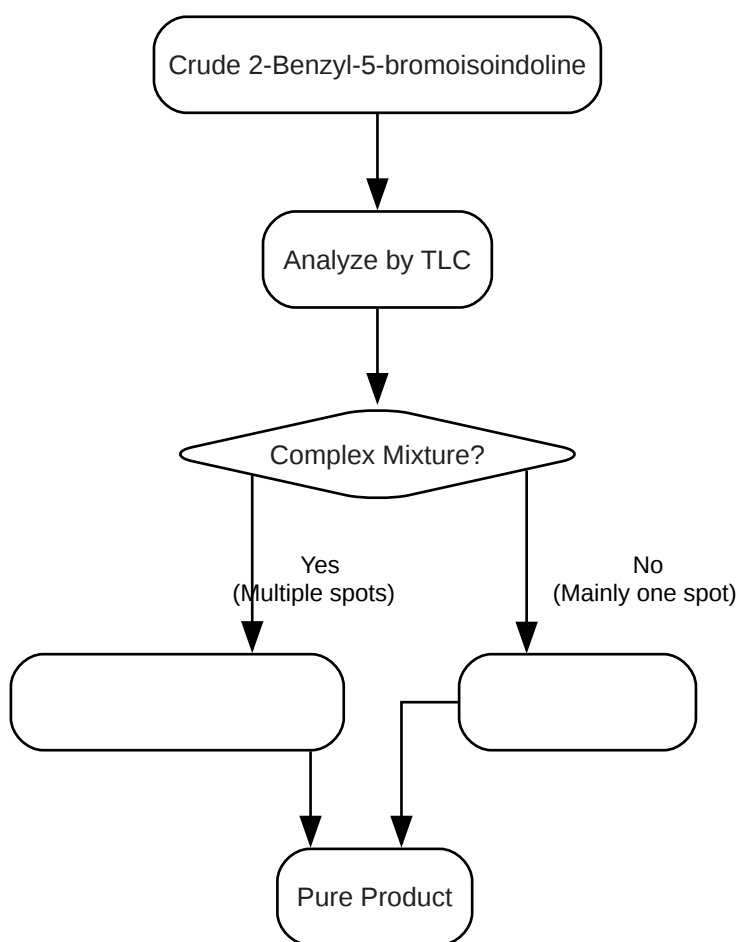 Crude 2-Benzyl-5-bromoisoindoline
Analyze by TLC
Complex Mixture?
Yes
(Multiple spots)
No
(Mainly one spot)
Pure Product